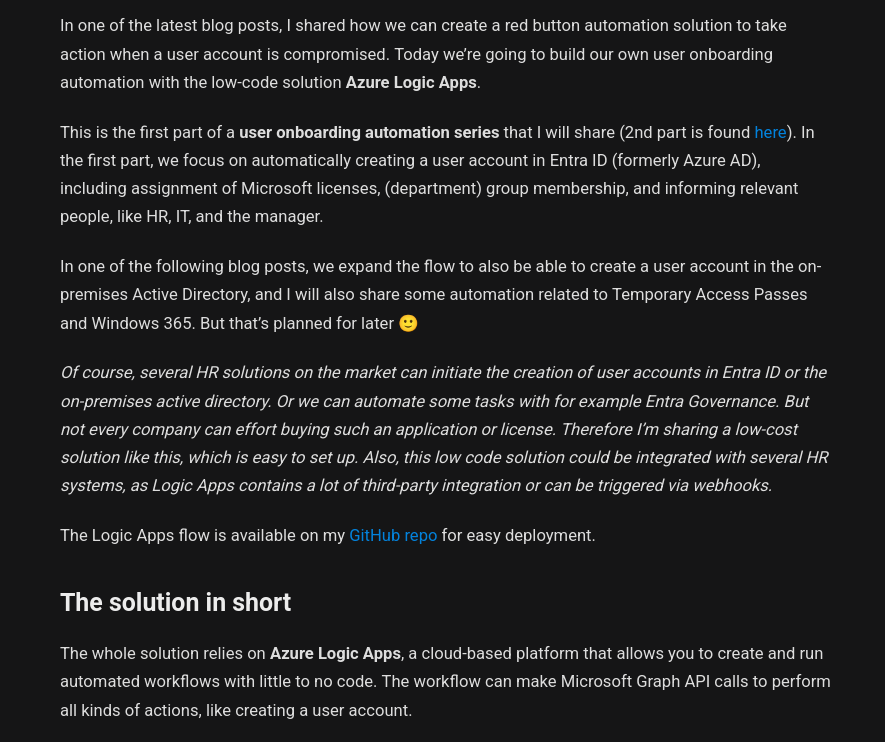 In one of the latest blog posts, I shared how we can create a red button automation solution to take
action when a user account is compromised. Today we’re going to build our own user onboarding
automation with the low-code solution Azure Logic Apps.
This is the first part of a user onboarding automation series that I will share (2nd part is found here). In
the first part, we focus on automatically creating a user account in Entra ID (formerly Azure AD),
including assignment of Microsoft licenses, (department) group membership, and informing relevant
people, like HR, IT, and the manager.
In one of the following blog posts, we expand the flow to also be able to create a user account in the on-
premises Active Directory, and I will also share some automation related to Temporary Access Passes
and Windows 365. But that’s planned for later 🙂
Of course, several HR solutions on the market can initiate the creation of user accounts in Entra ID or the
on-premises active directory. Or we can automate some tasks with for example Entra Governance. But
not every company can effort buying such an application or license. Therefore I’m sharing a low-cost
solution like this, which is easy to set up. Also, this low code solution could be integrated with several HR
systems, as Logic Apps contains a lot of third-party integration or can be triggered via webhooks.
The Logic Apps flow is available on my GitHub repo for easy deployment.
The solution in short
The whole solution relies on Azure Logic Apps, a cloud-based platform that allows you to create and run
automated workflows with little to no code. The workflow can make Microsoft Graph API calls to perform
all kinds of actions, like creating a user account.